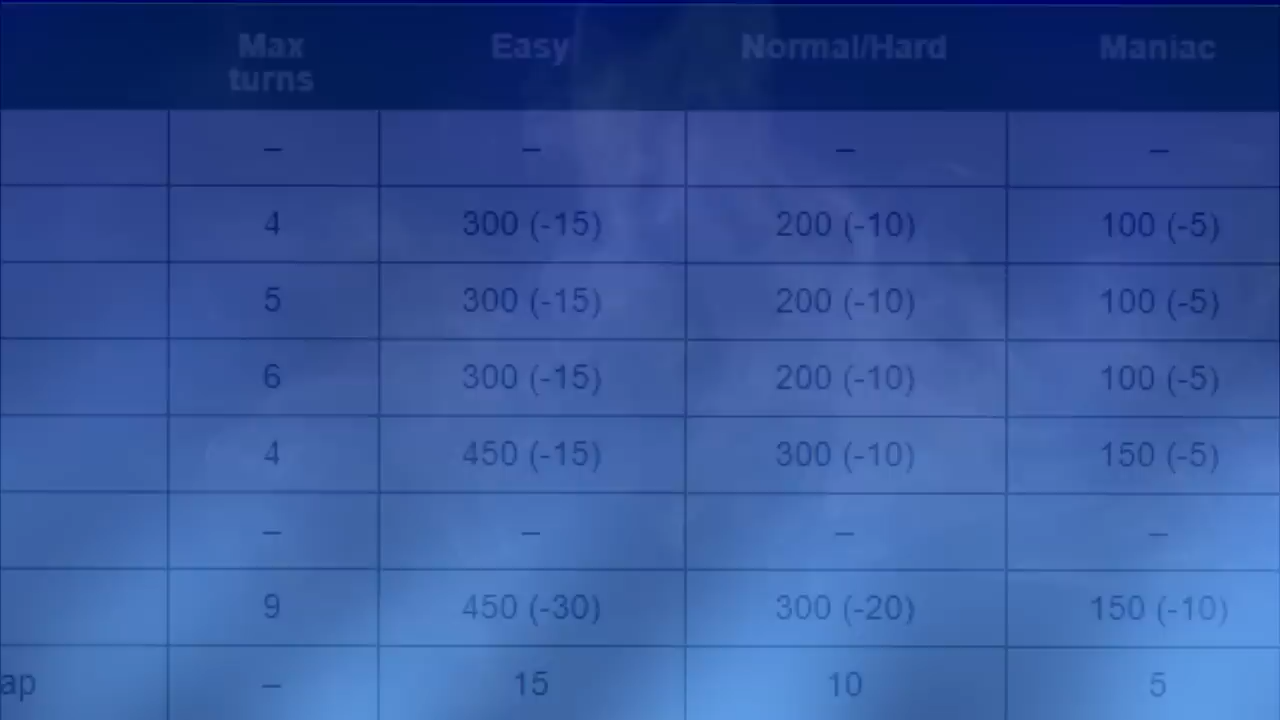 Max turns Easy Normal/Hard Maniac
– – – –
4 300 (-15) 200 (-10) 100 (-5)
5 300 (-15) 200 (-10) 100 (-5)
6 300 (-15) 200 (-10) 100 (-5)
4 450 (-15) 300 (-10) 150 (-5)
– – – –
9 450 (-30) 300 (-20) 150 (-10)
ap – 15 10 5